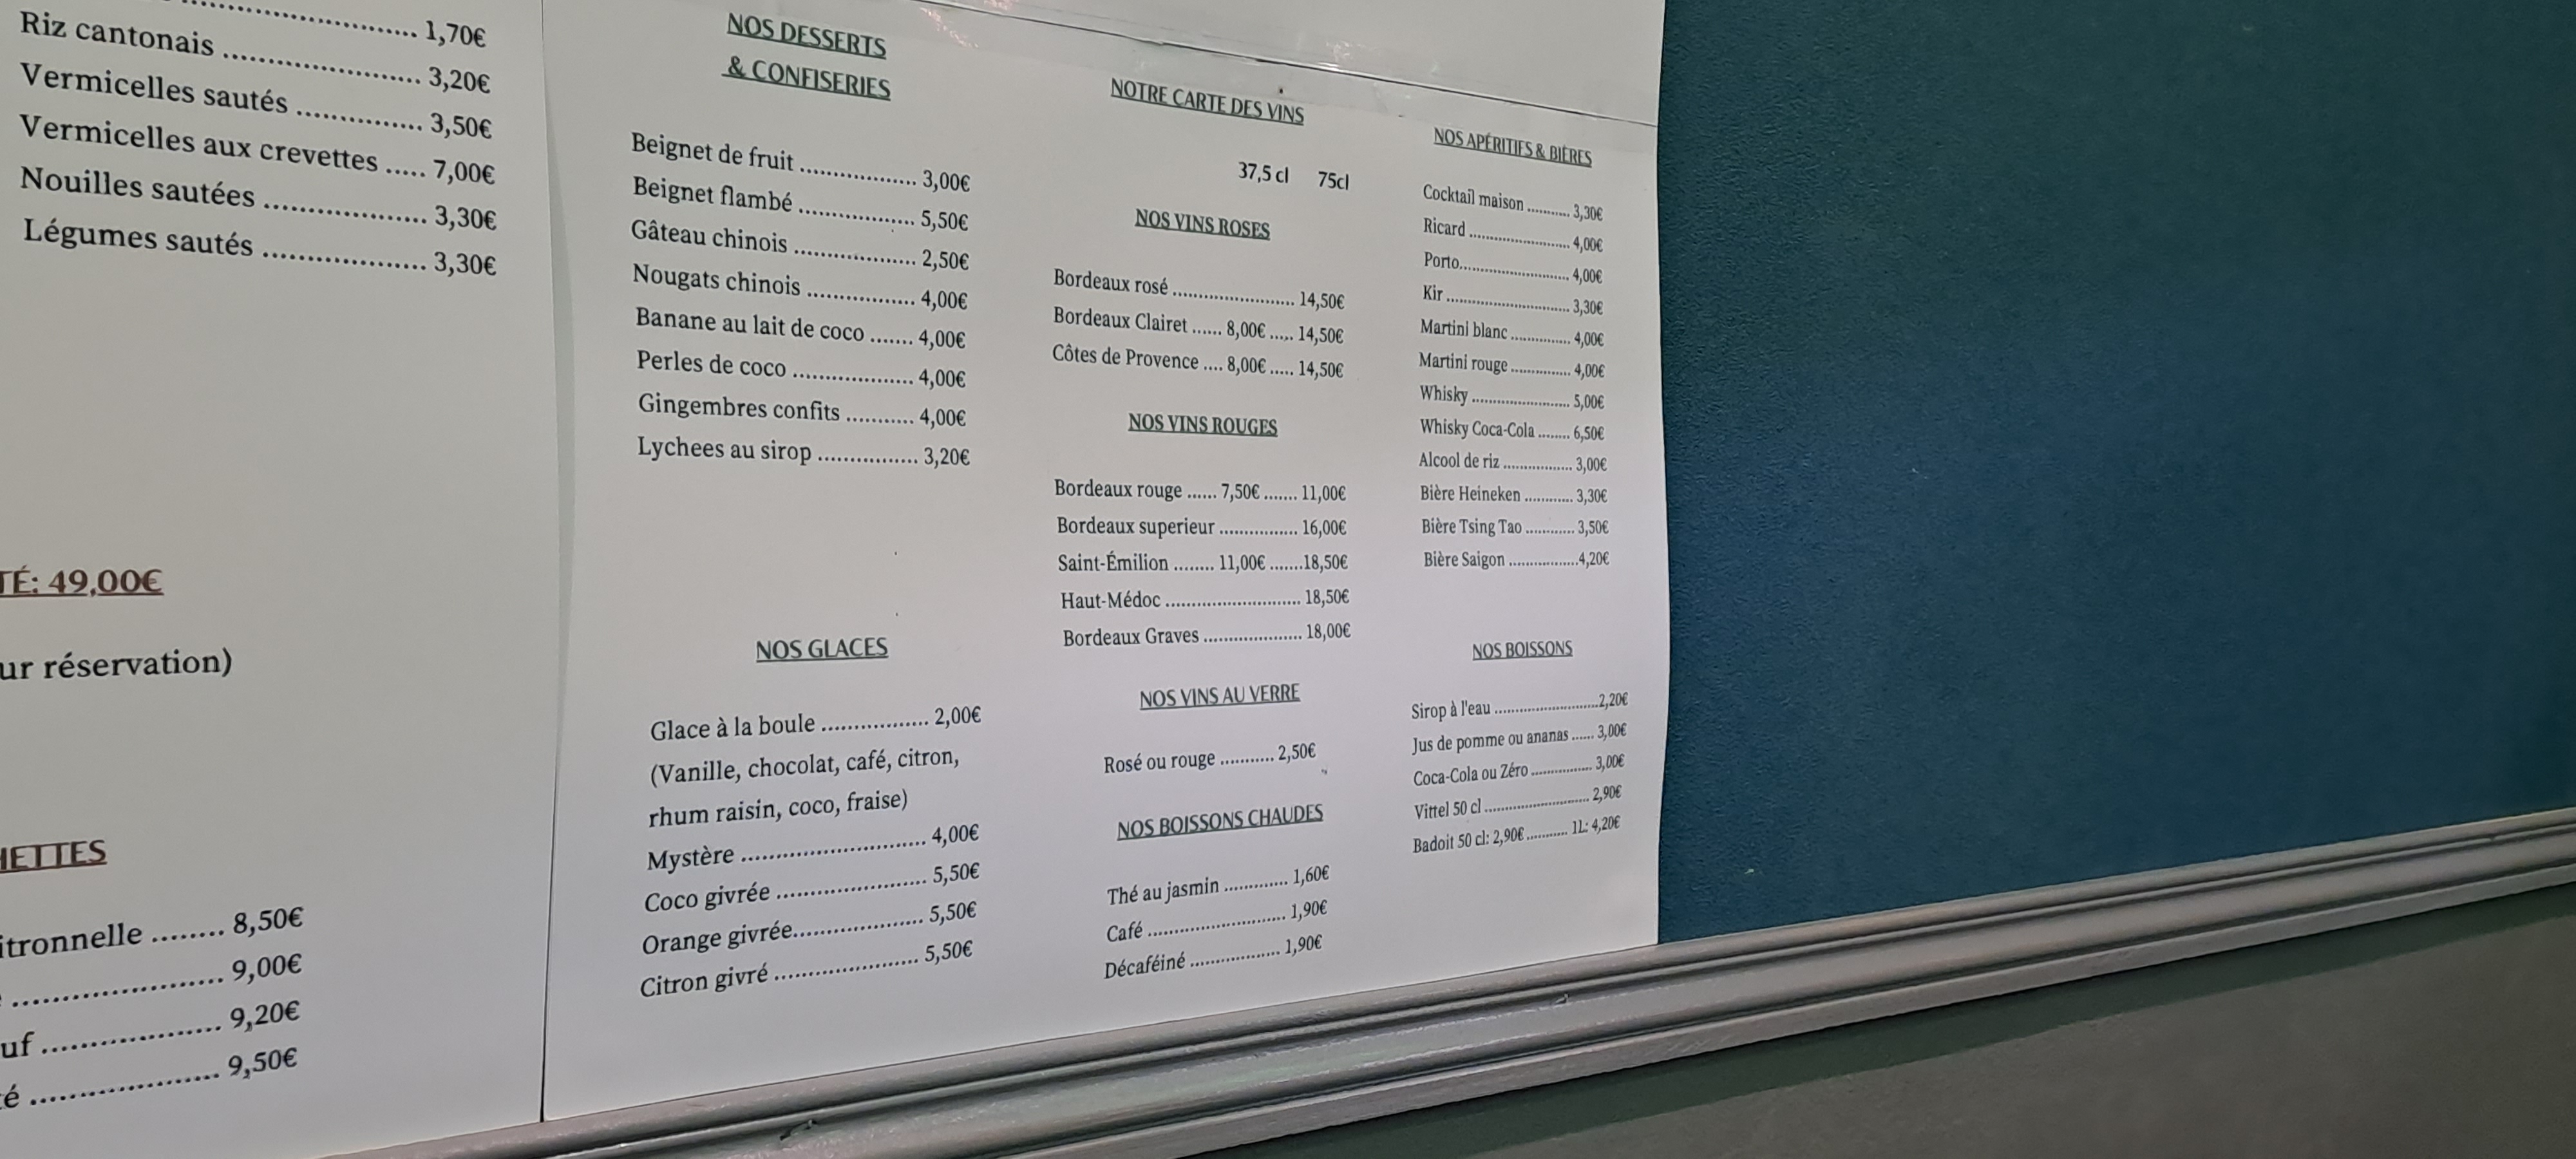 1,70€
Riz cantonais ........................ 3,20€
Vermicelles sautés ............... 3,50€
Vermicelles aux crevettes ..... 7,00€
Nouilles sautées .................... 3,30€
Légumes sautés .................... 3,30€
TÉ: 49,00€
réservation)
8,50€
9,00€
9,20€
9,50€
NOS DESSERTS
& CONFISERIES
Beignet de fruit .................. 3,00€
Beignet flambé .................. 5,50€
Gâteau chinois ................... 2,50€
Nougats chinois ................. 4,00€
Banane au lait de coco ....... 4,00€
Perles de coco ................... 4,00€
Gingembres confits ........... 4,00€
Lychees au sirop ................ 3,20€
NOS GLACES
Glace à la boule ................. 2,00€
(Vanille, chocolat, café, citron,
rhum raisin, coco, fraise)
Mystère ............................. 4,00€
Coco givrée ........................ 5,50€
Orange givrée..................... 5,50€
Citron givré ....................... 5,50€
NOTRE CARTE DES VINS
37,5 cl 75cl
NOS VINS ROSES
Bordeaux rosé ........................ 14,50€
Bordeaux Clairet ...... 8,00€ ..... 14,50€
Côtes de Provence .... 8,00€ ..... 14,50€
NOS VINS ROUGES
Bordeaux rouge ...... 7,50€ ....... 11,00€
Bordeaux superieur ................ 16,00€
Saint-Émilion ........ 11,00€ .......18,50€
Haut-Médoc ........................... 18,50€
Bordeaux Graves .................... 18,00€
NOS VINS AU VERRE
Rosé ou rouge ........... 2,50€
NOS BOISSONS CHAUDES
Thé au jasmin ............. 1,60€
Café ............................ 1,90€
Décaféiné .................. 1,90€
NOS APÉRITIFS & BIÈRES
Cocktail maison ........... 3,30€
Ricard ......................... 4,00€
Porto........................... 4,00€
Kir .............................. 3,30€
Martini blanc ............... 4,00€
Martini rouge ............... 4,00€
Whisky ........................ 5,00€
Whisky Coca-Cola ........ 6,50€
Alcool de riz ................. 3,00€
Bière Heineken ............ 3,30€
Bière Tsing Tao ............ 3,50€
Bière Saigon .................4,20€
NOS BOISSONS
Sirop à l'eau ..........................2,20€
Jus de pomme ou ananas ...... 3,00€
Coca-Cola ou Zéro ............... 3,00€
Vittel 50 cl .......................... 2,90€
Badoit 50 cl: 2,90€ ........... 1L: 4,20€